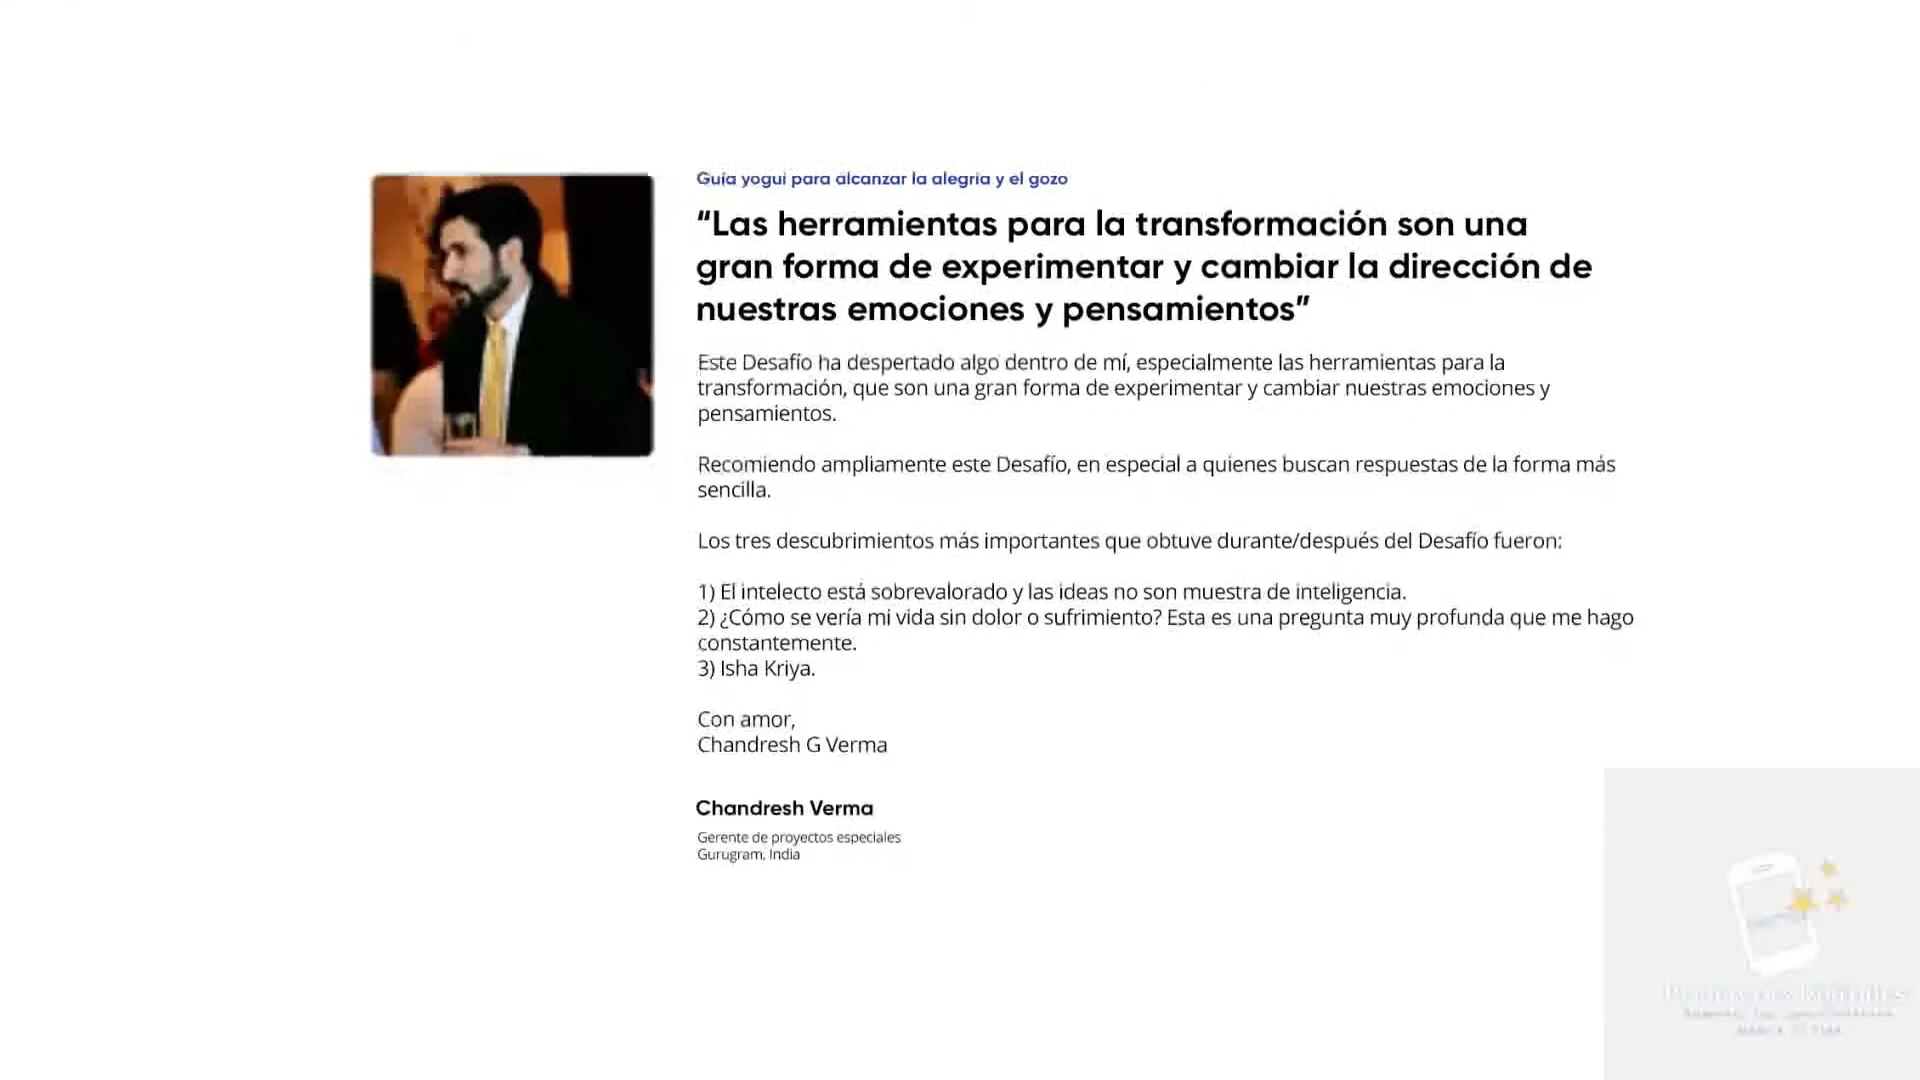 Guía yogui para alcanzar la alegría y el gozo
“Las herramientas para la transformación son una
gran forma de experimentar y cambiar la dirección de
nuestras emociones y pensamientos”
Este Desafío ha despertado algo dentro de mí, especialmente las herramientas para la
transformación, que son una gran forma de experimentar y cambiar nuestras emociones y
pensamientos.
Recomiendo ampliamente este Desafío, en especial a quienes buscan respuestas de la forma más
sencilla.
Los tres descubrimientos más importantes que obtuve durante/después del Desafío fueron:
1) El intelecto está sobrevalorado y las ideas no son muestra de inteligencia.
2) ¿Cómo se vería mi vida sin dolor o sufrimiento? Esta es una pregunta muy profunda que me hago
constantemente.
3) Isha Kriya.
Con amor,
Chandresh G Verma
Chandresh Verma
Gerente de proyectos especiales
Gurugram, India